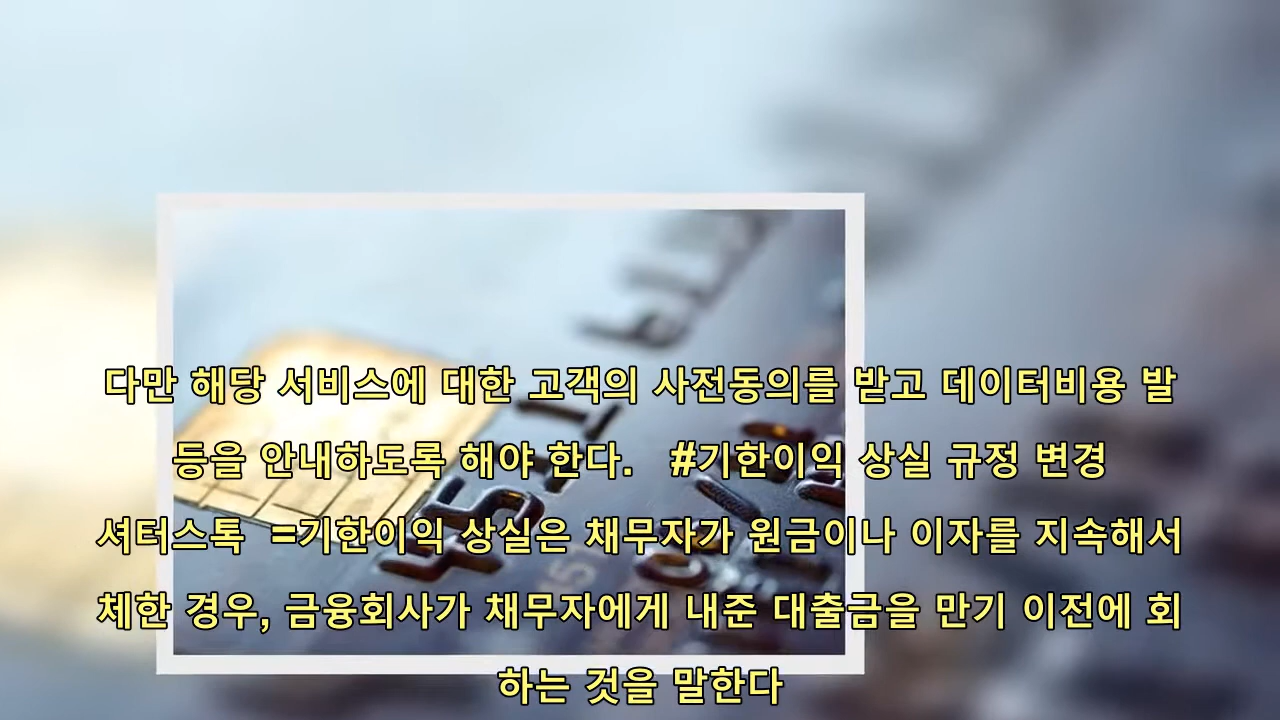 다만 해당 서비스에 대한 고객의 사전동의를 받고 데이터비용 발
등을 안내하도록 해야 한다. #기한이익 상실 규정 변경
셔터스톡 =기한이익 상실은 채무자가 원금이나 이자를 지속해서
체한 경우, 금융회사가 채무자에게 내준 대출금을 만기 이전에 회
하는 것을 말한다